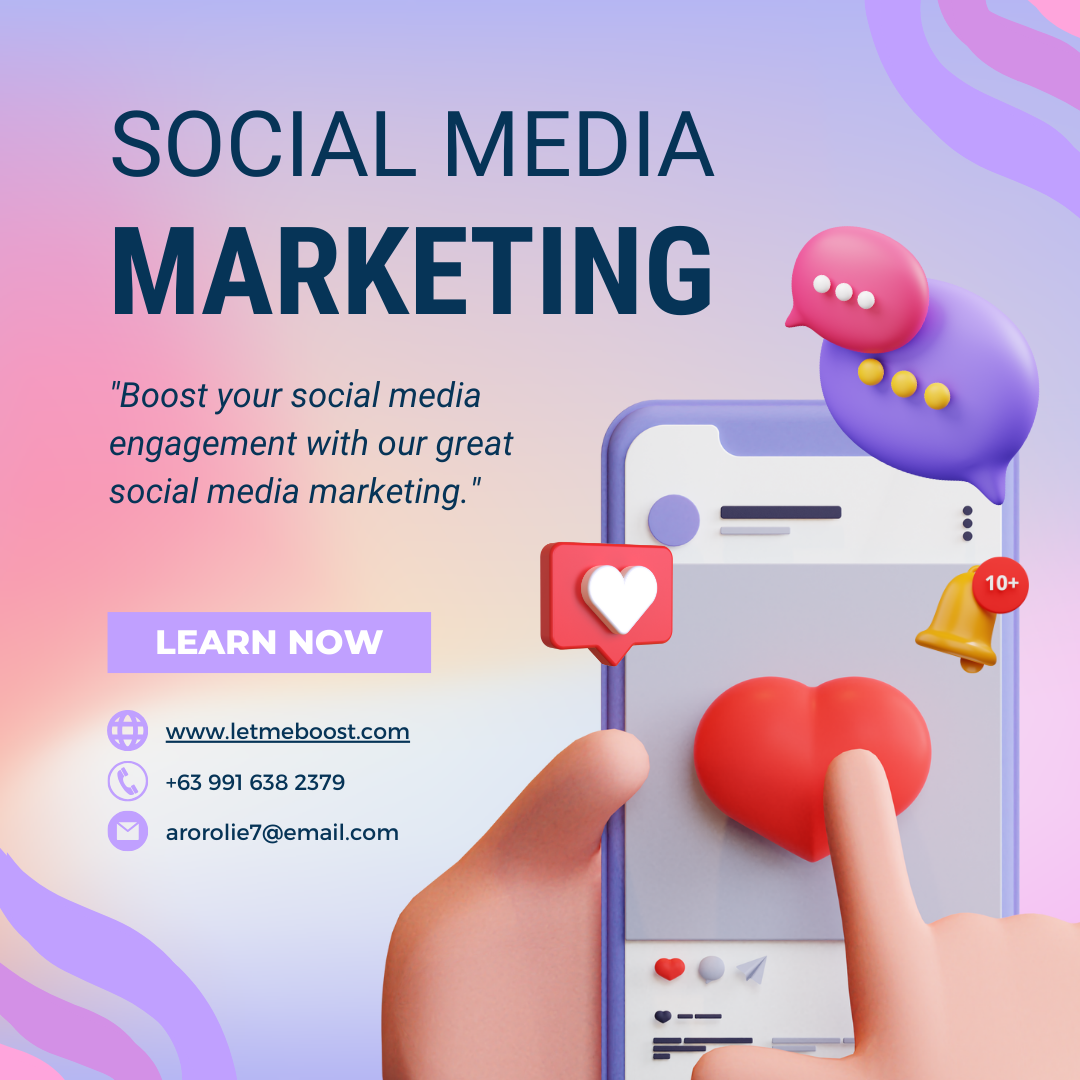 SOCIAL MEDIA
MARKETING
"Boost your social media
engagement with our great
social media marketing."
LEARN NOW
www.letmeboost.com
+63 991 638 2379
arorolie7@email.com
10+